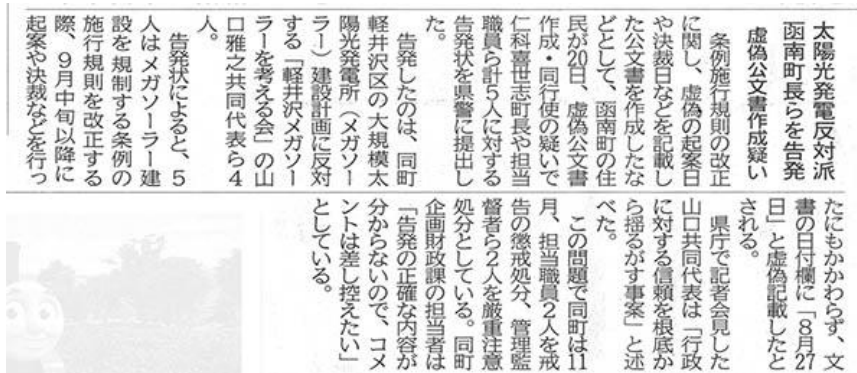 太陽光発電反対派
函南町長らを告発
虚偽公文書作成疑い
条例施行規則の改正
に関し、虚偽の起案日
や決裁日などを記載し
た公文書を作成したな
どとして、函南町の住
民が20日、虚偽公文書
作成・同行使の疑いで
仁科喜世志町長や担当
職員ら計5人に対する
告発状を県警に提出し
た。
告発したのは、同町
軽井沢区の大規模太
陽光発電所(メガソー
ラー)建設計画に反対
する「軽井沢メガソー
ラーを考える会」の山
口雅之共同代表ら4
人。
告発状によると、5
人はメガソーラー建
設を規制する条例の
施行規則を改正する
際、9月中旬以降に
起案や決裁などを行っ
たにもかかわらず、文
書の日付欄に「8月27
日」と虚偽記載したと
される。
県庁で記者会見した
山口共同代表は「行政
に対する信頼を根底か
ら揺るがす事案」と述
べた。
この問題で同町は11
月、担当職員2人を戒
告の懲戒処分、管理監
督者ら2人を厳重注意
処分としている。同町
企画財政課の担当者は
「告発の正確な内容が
分からないので、コメ
ントは差し控えたい」
としている。